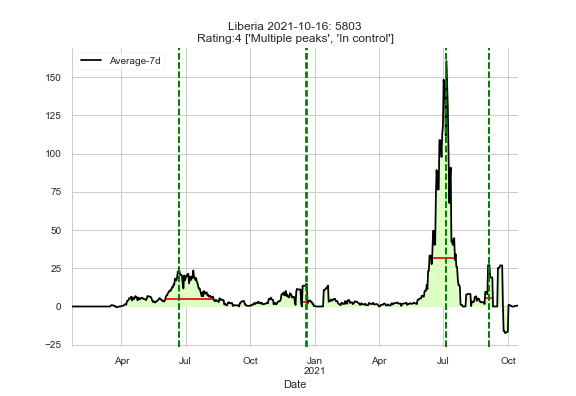 Liberia 2021-10-16: 5803
Rating:4 ['Multiple peaks', 'In control']
Average-7d
150
125
100
75
50
25
0
−25
Apr
Jul
Oct
Jan
2021
Apr
Jul
Oct
Date